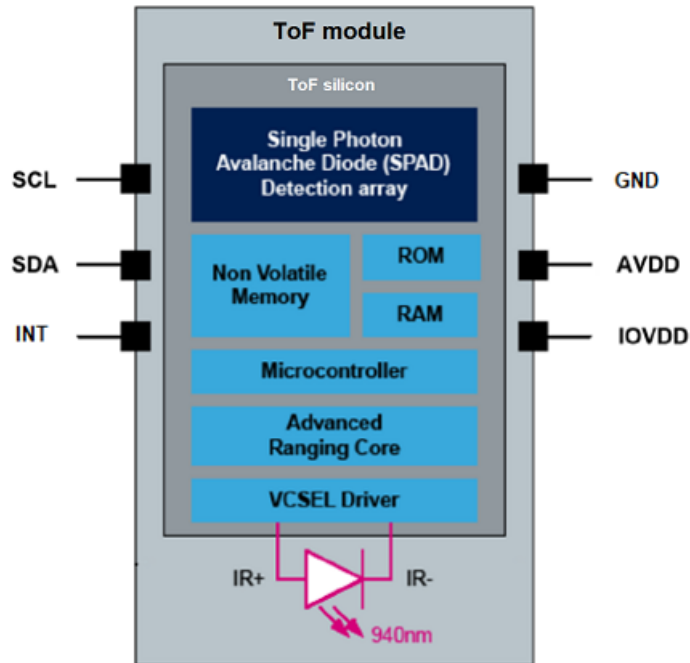 ToF module
ToF silicon
Single Photon
Avalanche Diode (SPAD)
Detection array
SCL
GND
SDA
Non Volatile
Memory
ROM
AVDD
INT
RAM
IOVDD
Microcontroller
Advanced
Ranging Core
VCSEL Driver
IR+
IR-
940nm